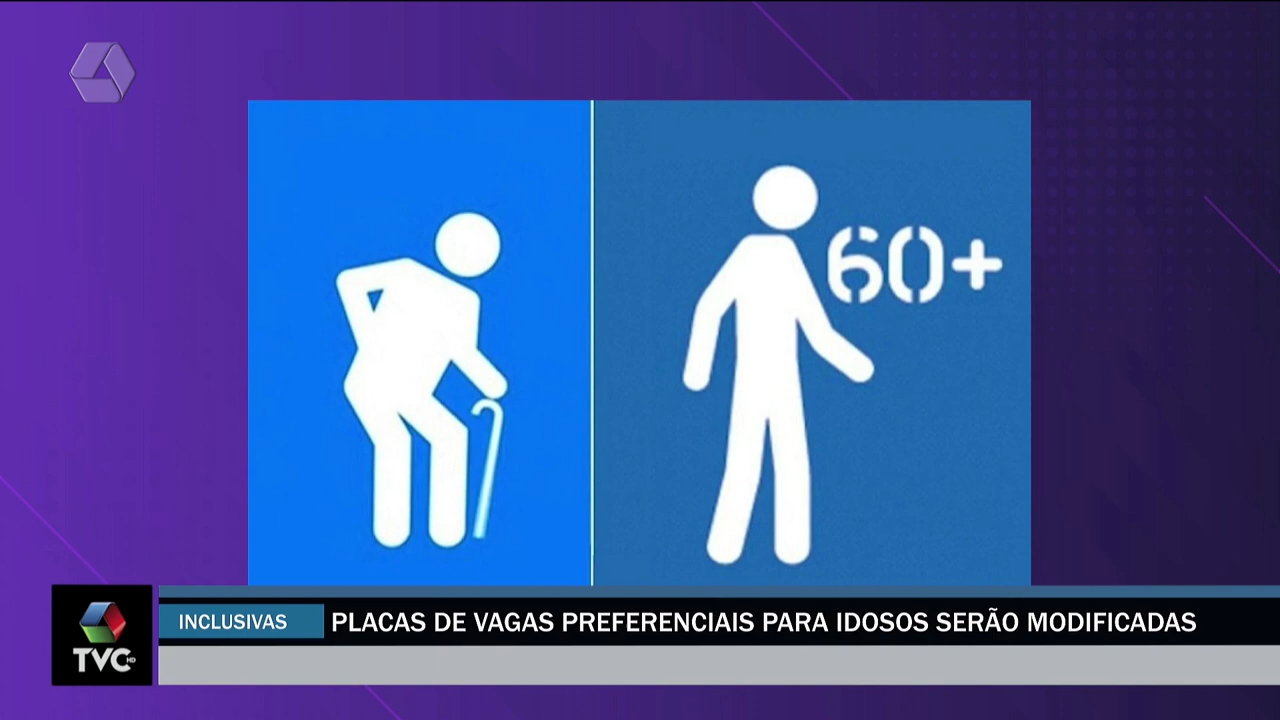 60+
INCLUSIVAS
PLACAS DE VAGAS PREFERENCIAIS PARA IDOSOS SERÃO MODIFICADAS
TVC HD